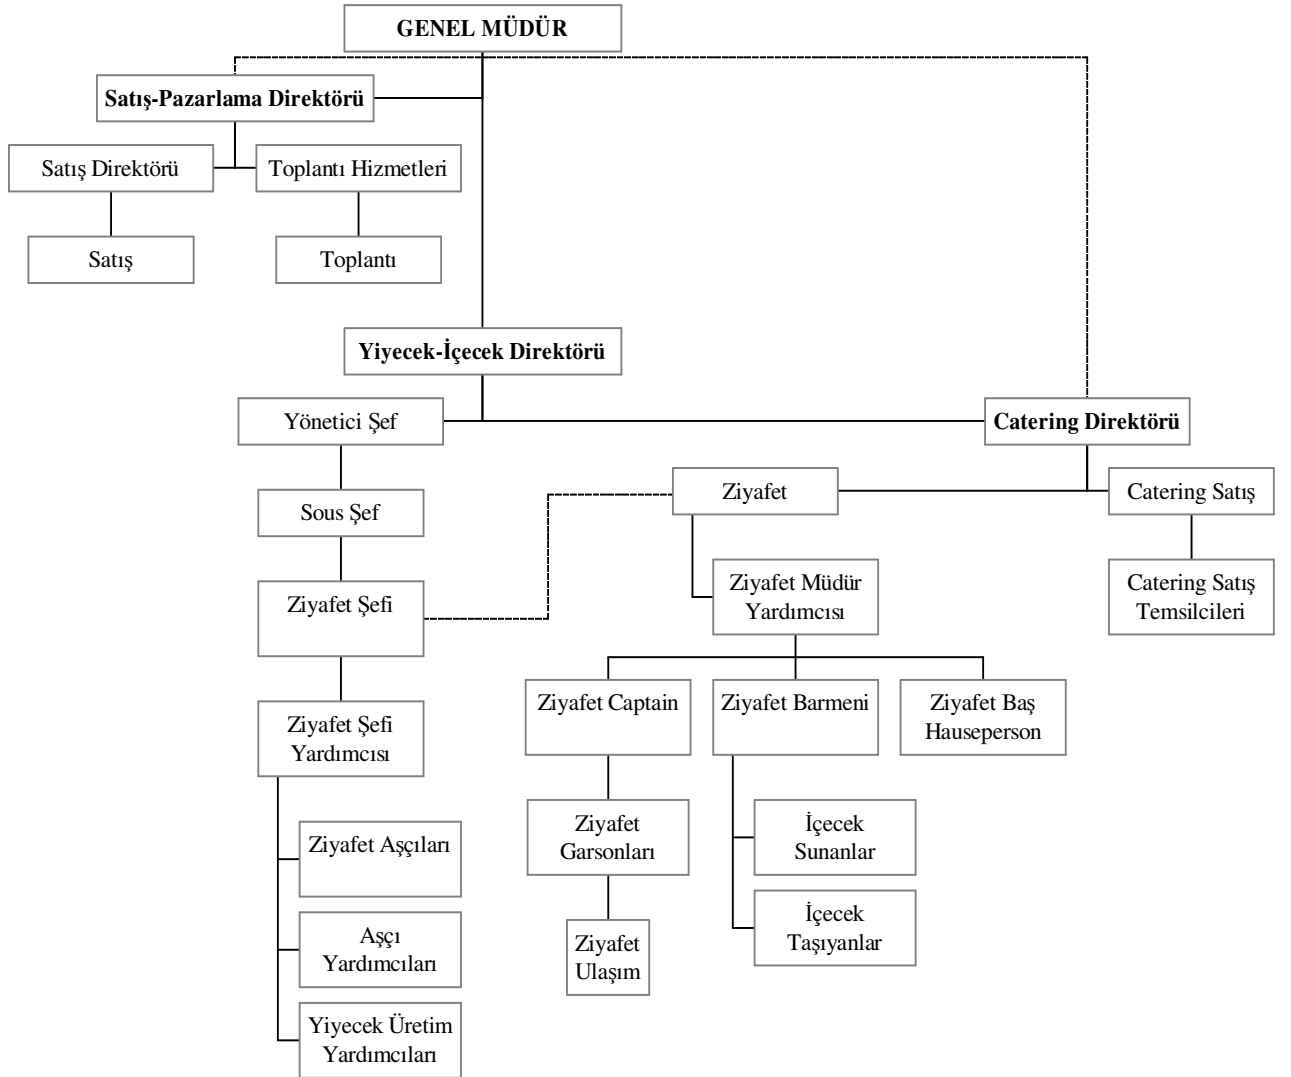 GENEL MÜDÜR
Satış-Pazarlama Direktörü
Satış Direktörü
Toplantı Hizmetleri
Satış
Toplantı
Yiyecek-İçecek Direktörü
Yönetici Şef
Catering Direktörü
Ziyafet
Catering Satış
Sous Şef
Ziyafet Müdür
Yardımcısı
Catering Satış
Temsilcileri
Ziyafet Şefi
Ziyafet Captain
Ziyafet Barmeni
Ziyafet Baş
Hauseperson
Ziyafet Şefi
Yardımcısı
Ziyafet Aşçıları
Ziyafet
Garsonları
İçecek
Sunanlar
Aşçı
Yardımcıları
Ziyafet
Ulaşım
İçecek
Taşıyanlar
Yiyecek Üretim
Yardımcıları